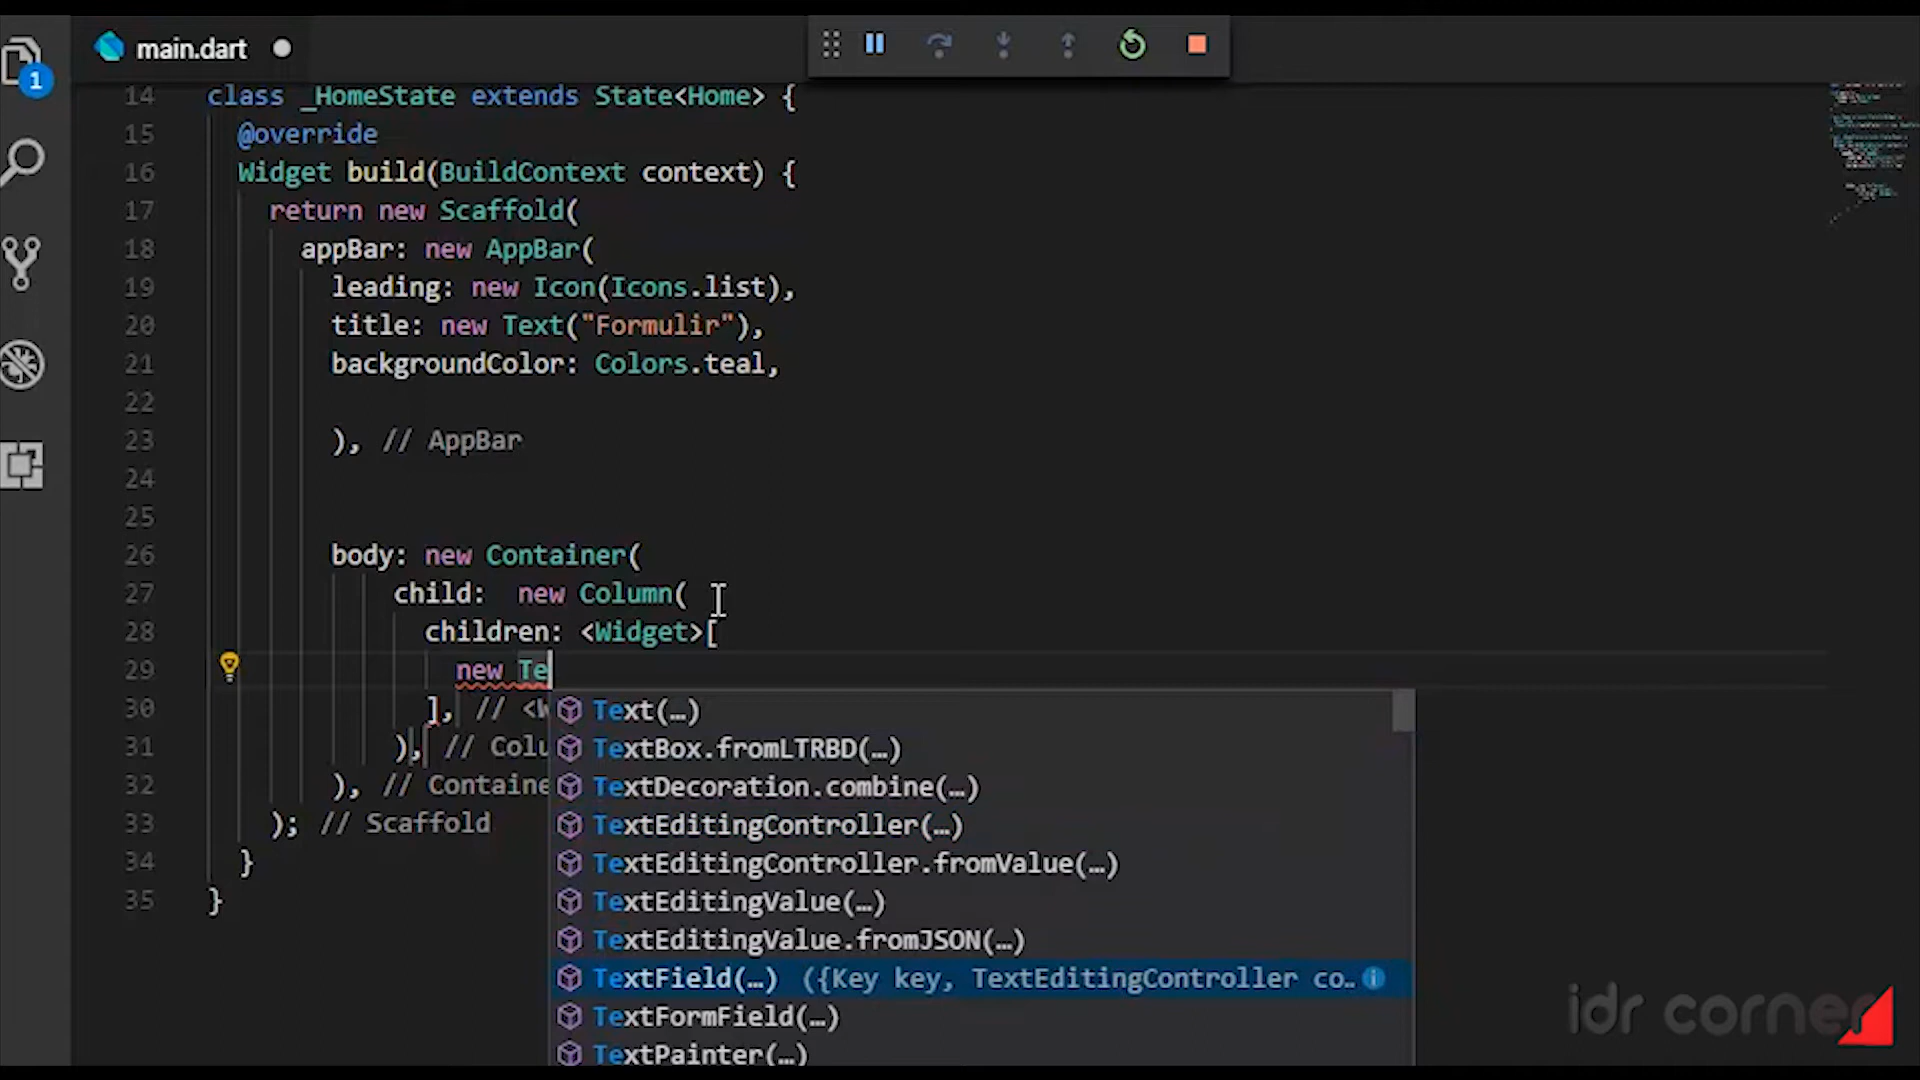 main.dart
1
14 class _HomeState extends State<Home> {
15 @override
16 Widget build(BuildContext context) {
17 return new Scaffold(
18 appBar: new AppBar(
19 leading: new Icon(Icons.list),
20 title: new Text("Formulir"),
21 backgroundColor: Colors.teal,
22
23 ), // AppBar
24
25
26 body: new Container(
27 child: new Column(
28 children: <Widget>[
29 new Te
30 ], // <W
31 ), // Colu
32 ), // Containe
33 ); // Scaffold
34 }
35 }
Text(…)
TextBox.fromLTRBD(…)
TextDecoration.combine(…)
TextEditingController(…)
TextEditingController.fromValue(…)
TextEditingValue(…)
TextEditingValue.fromJSON(…)
TextField(…) ({Key key, TextEditingController co…
TextFormField(…)
TextPainter(…)
idr corner